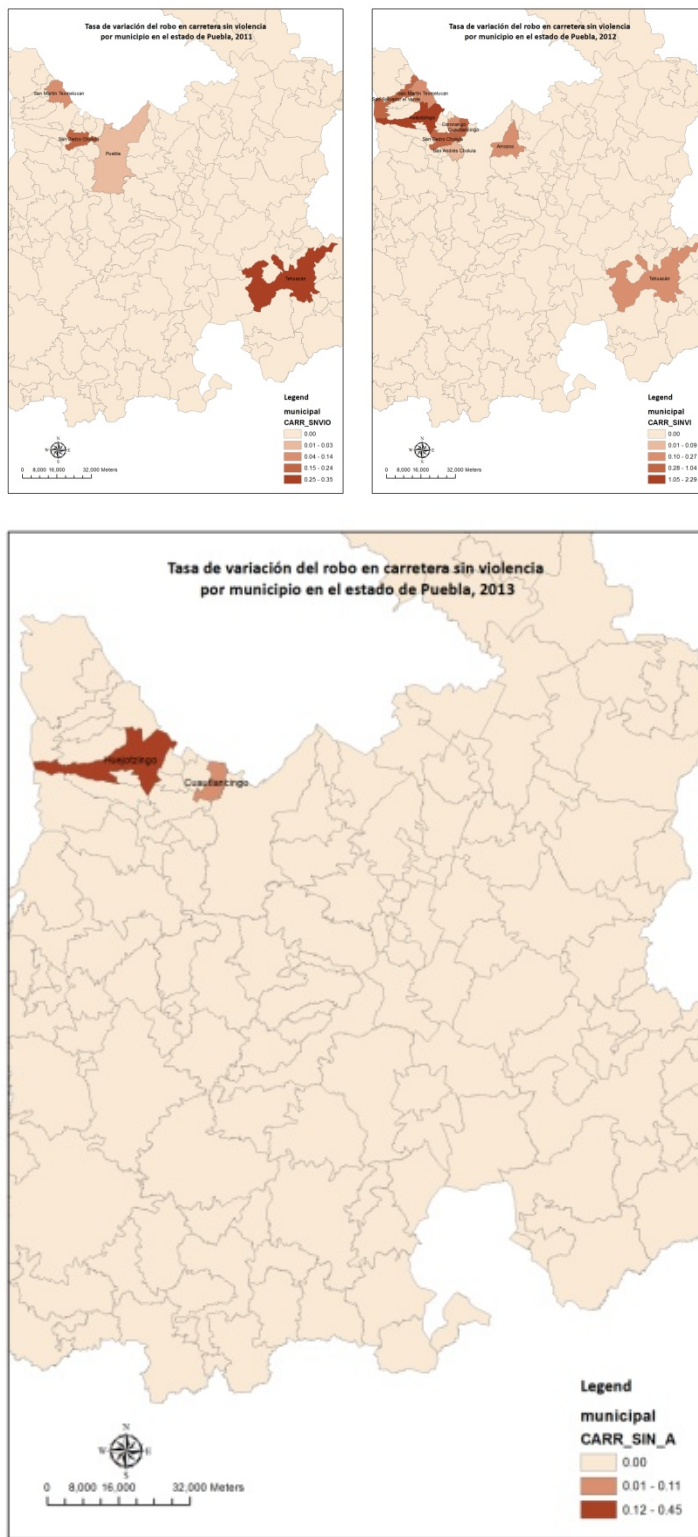 Tasa de variación del robo en carretera sin violencia
por municipio en el estado de Puebla, 2011
San Martín Texmelucan
San Pedro Cholula
Puebla
Tehuacán
Legend
municipal
CARR_SNVIO
0.00
0.01 - 0.03
0.04 - 0.14
0.15 - 0.24
0.25 - 0.35
N
W E
S
0 8,000 16,000 32,000 Meters
Tasa de variación del robo en carretera sin violencia
por municipio en el estado de Puebla, 2012
San Martín Texmelucan
Huejotzingo
Coronango
Cuautlancingo
San Pedro Cholula
San Andrés Cholula
Amozoc
Tehuacán
Legend
municipal
CARR_SINVI
0.00
0.01 - 0.09
0.10 - 0.27
0.28 - 1.04
1.05 - 2.29
N
W E
S
0 8,000 16,000 32,000 Meters
Tasa de variación del robo en carretera sin violencia
por municipio en el estado de Puebla, 2013
Huejotzingo
Cuautlancingo
Legend
municipal
CARR_SIN_A
0.00
0.01 - 0.11
0.12 - 0.45
N
W E
S
0 8,000 16,000 32,000 Meters